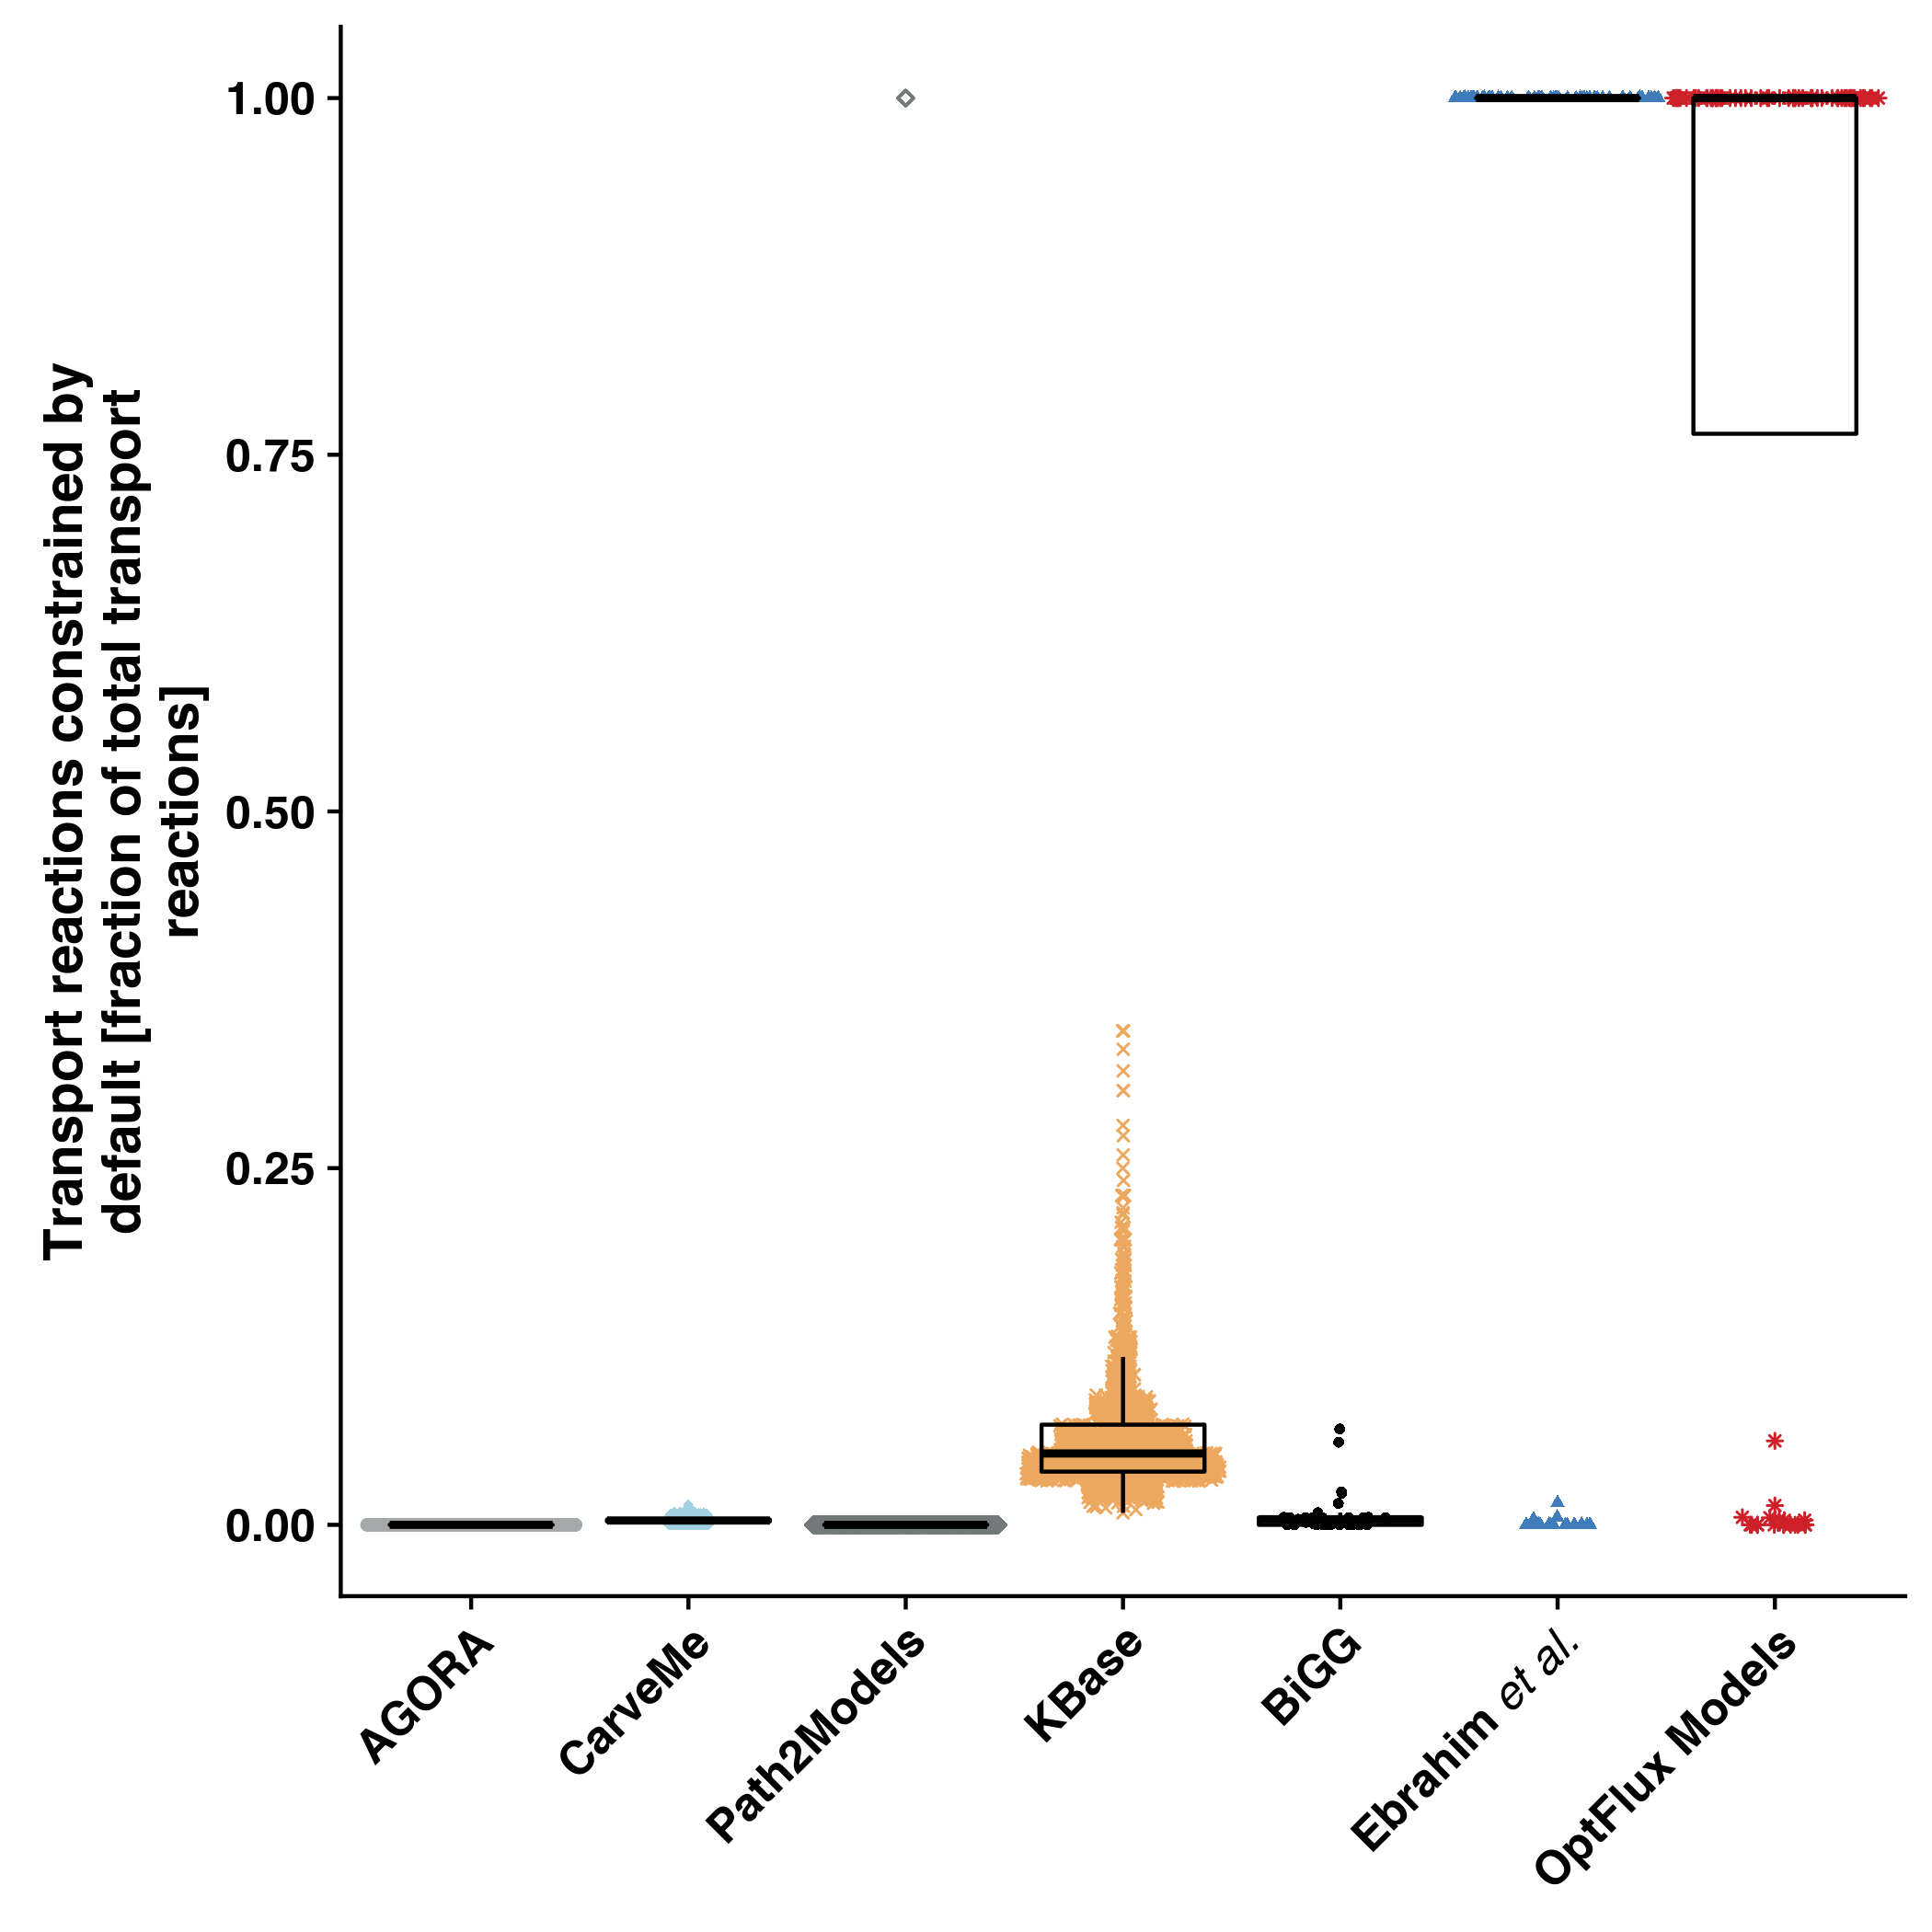 Transport reactions constrained by
default [fraction of total transport
reactions]
1.00
0.75
0.50
0.25
0.00
AGORA
CarveMe
Path2Models
KBase
BiGG
Ebrahim et al.
OptFlux Models